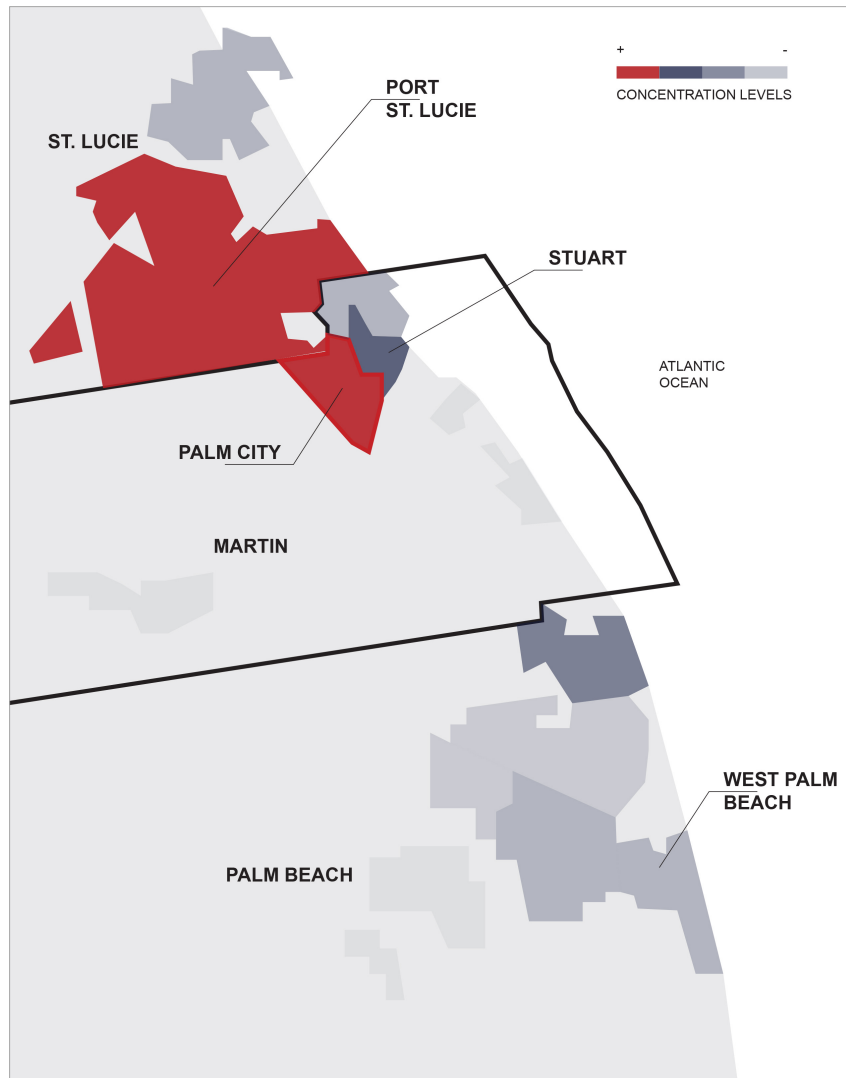 + -
CONCENTRATION LEVELS
PORT
ST. LUCIE
ST. LUCIE
STUART
ATLANTIC
OCEAN
PALM CITY
MARTIN
WEST PALM
BEACH
PALM BEACH